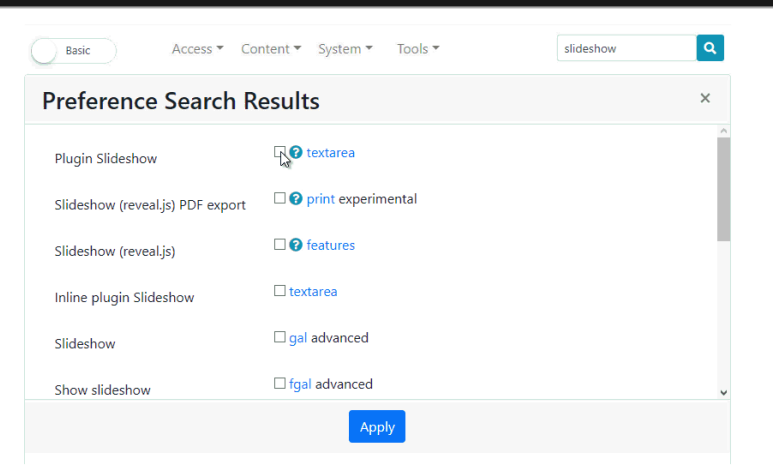 Basic Access Content System Tools slideshow
Preference Search Results ×
Plugin Slideshow ? textarea
Slideshow (reveal.js) PDF export ? print experimental
Slideshow (reveal.js) ? features
Inline plugin Slideshow textarea
Slideshow gal advanced
Show slideshow fgal advanced
Apply